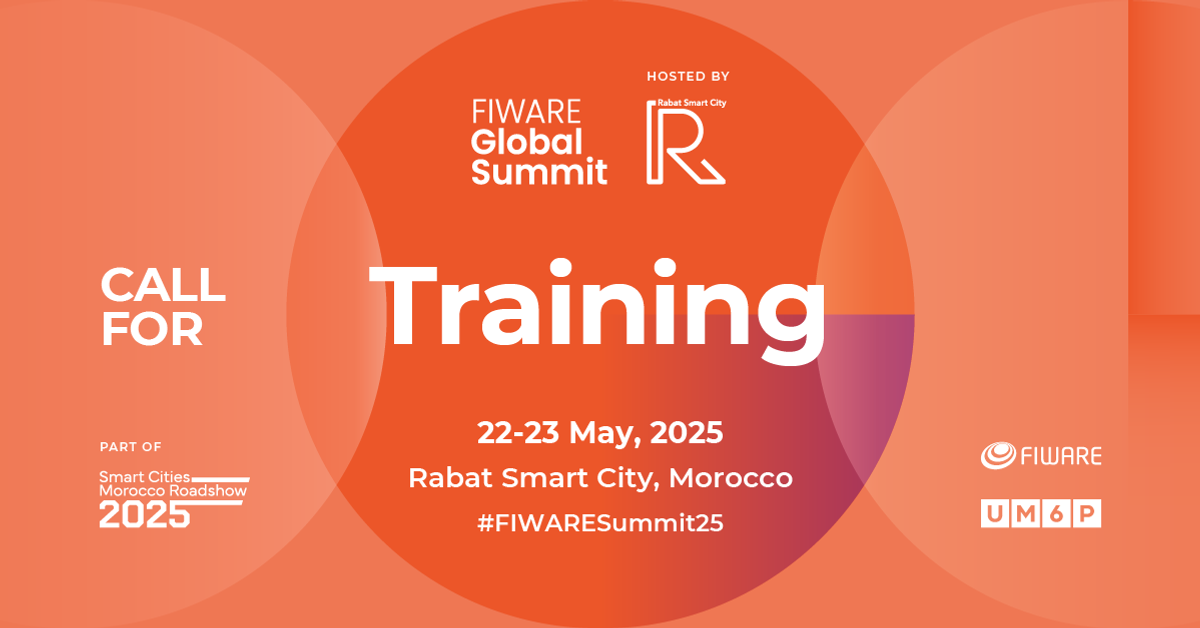 HOSTED BY
FIWARE
Global
Summit
Rabat Smart City
R
CALL
FOR
Training
22-23 May, 2025
Rabat Smart City, Morocco
#FIWARESummit25
PART OF
Smart Cities
Morocco Roadshow
2025
FIWARE
UM6P